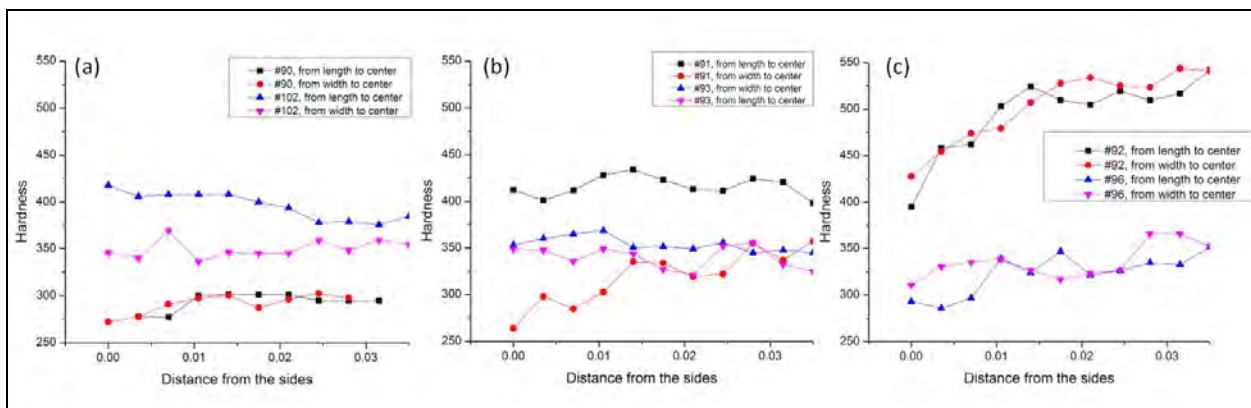 (a)
#90, from length to center
#90, from width to center
#102, from length to center
#102, from width to center
550
500
450
400
350
300
250
Hardness
0.00 0.01 0.02 0.03
Distance from the sides
(b)
#91, from length to center
#91, from width to center
#93, from width to center
#93, from length to center
550
500
450
400
350
300
250
Hardness
0.00 0.01 0.02 0.03
Distance from the sides
(c)
#92, from length to center
#92, from width to center
#96, from length to center
#96, from width to center
550
500
450
400
350
300
250
Hardness
0.00 0.01 0.02 0.03
Distance from the sides